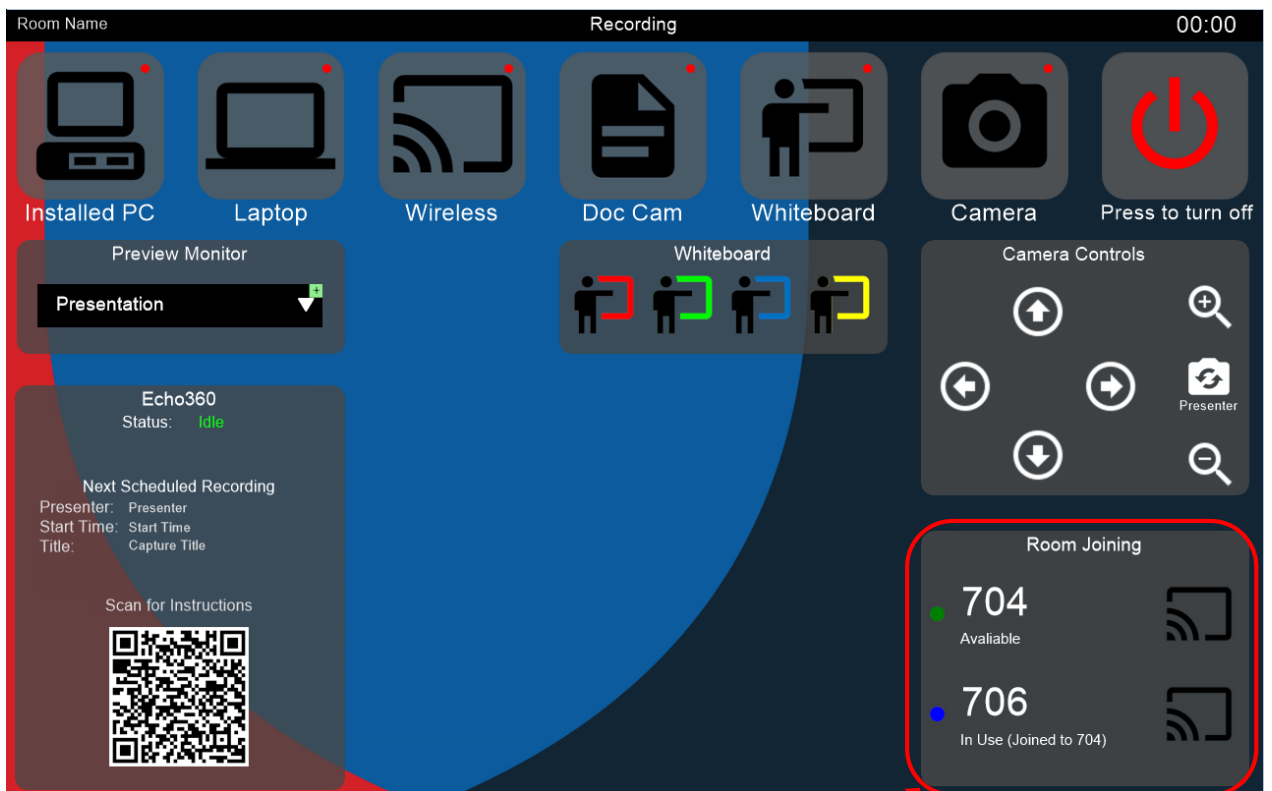 Room Name
Recording
00:00
Installed PC
Laptop
Wireless
Doc Cam
Whiteboard
Camera
Press to turn off
Preview Monitor
Presentation
Whiteboard
Camera Controls
Presenter
Echo360
Status: Idle
Next Scheduled Recording
Presenter: Presenter
Start Time: Start Time
Title: Capture Title
Scan for Instructions
Room Joining
704
Avaliable
706
In Use (Joined to 704)